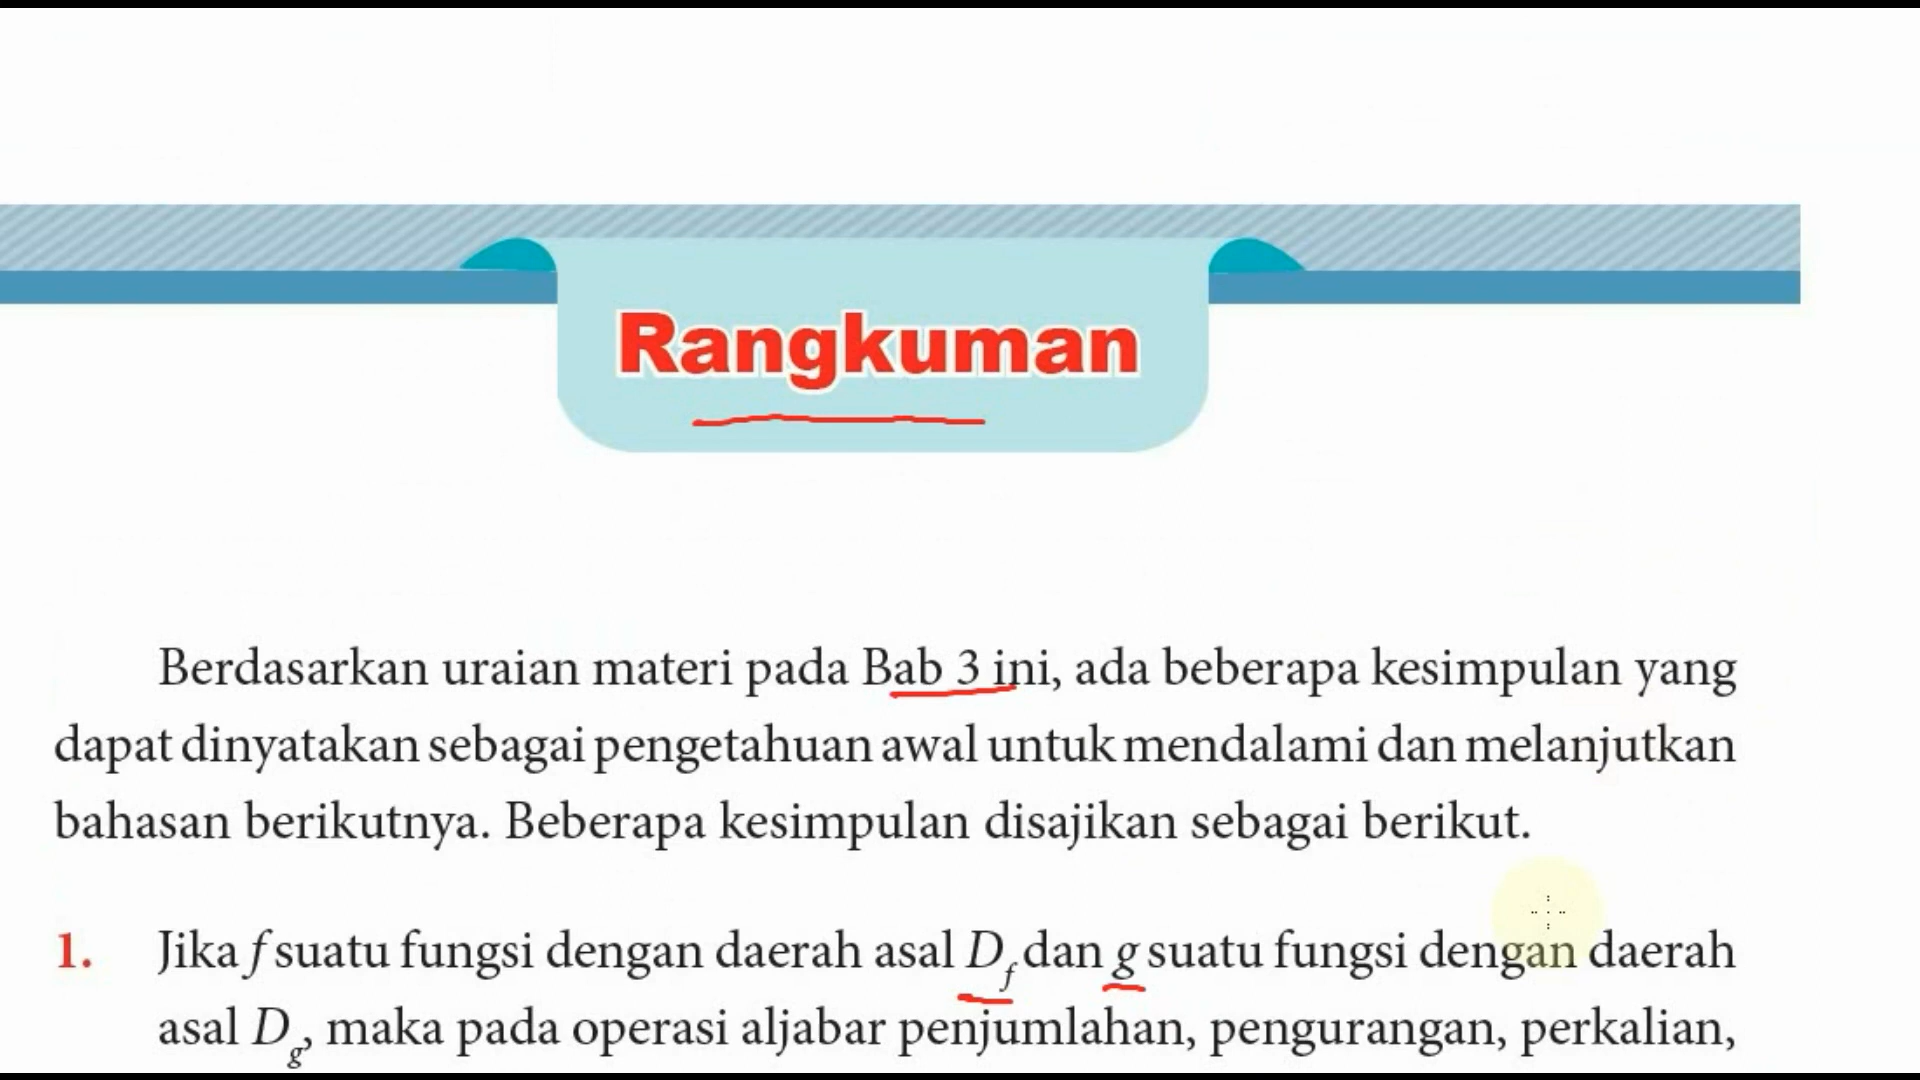 Rangkuman
Berdasarkan uraian materi pada Bab 3 ini, ada beberapa kesimpulan yang
dapat dinyatakan sebagai pengetahuan awal untuk mendalami dan melanjutkan
bahasan berikutnya. Beberapa kesimpulan disajikan sebagai berikut.
1. Jika f suatu fungsi dengan daerah asal D_f dan g suatu fungsi dengan daerah
asal D_g, maka pada operasi aljabar penjumlahan, pengurangan, perkalian,